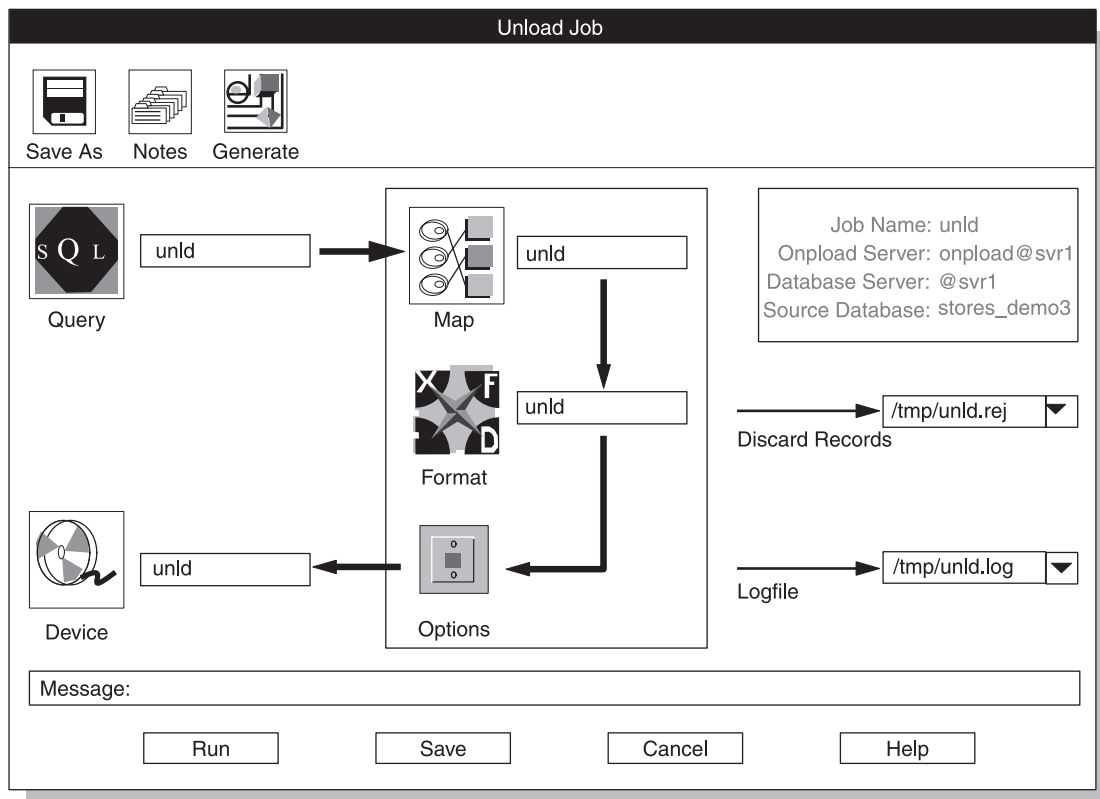 Unload Job
Save As
Notes
Generate
SQL
unld
Query
unld
Map
Job Name: unld
Onpload Server: onpload@svr1
Database Server: @svr1
Source Database: stores_demo3
X F
D
unld
Format
/tmp/unld.rej
Discard Records
unld
Device
Options
/tmp/unld.log
Logfile
Message:
Run
Save
Cancel
Help